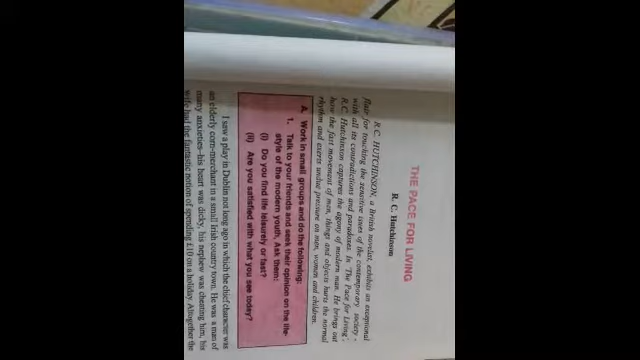 THE PACE FOR LIVING
R. C. Hutchinson
R.C. HUTCHINSON, a British novelist, exhibits an exceptional
flair for touching the sensitive issues of the contemporary society -
with all its contradictions and paradoxes. In 'The Pace for Living',
R. C. Hutchinson captures the agony of modern man. He brings out
how the fast movement of men, things and objects hurts the normal
rhythm and exerts undue pressure on men, women and children.
A. Work in small groups and do the following:
1. Talk to your friends and seek their opinion on the life-
style of the modern youth. Ask them:
(i) Do you find life leisurely or fast?
(ii) Are you satisfied with what you see today?
I saw a play in Dublin not long ago in which the chief character was
an elderly corn-merchant in a small Irish country town. He was a man of
many anxieties–his heart was dicky, his nephew was cheating him, his
wife had the fantastic notion of spending £10 on a holiday. Altogether the